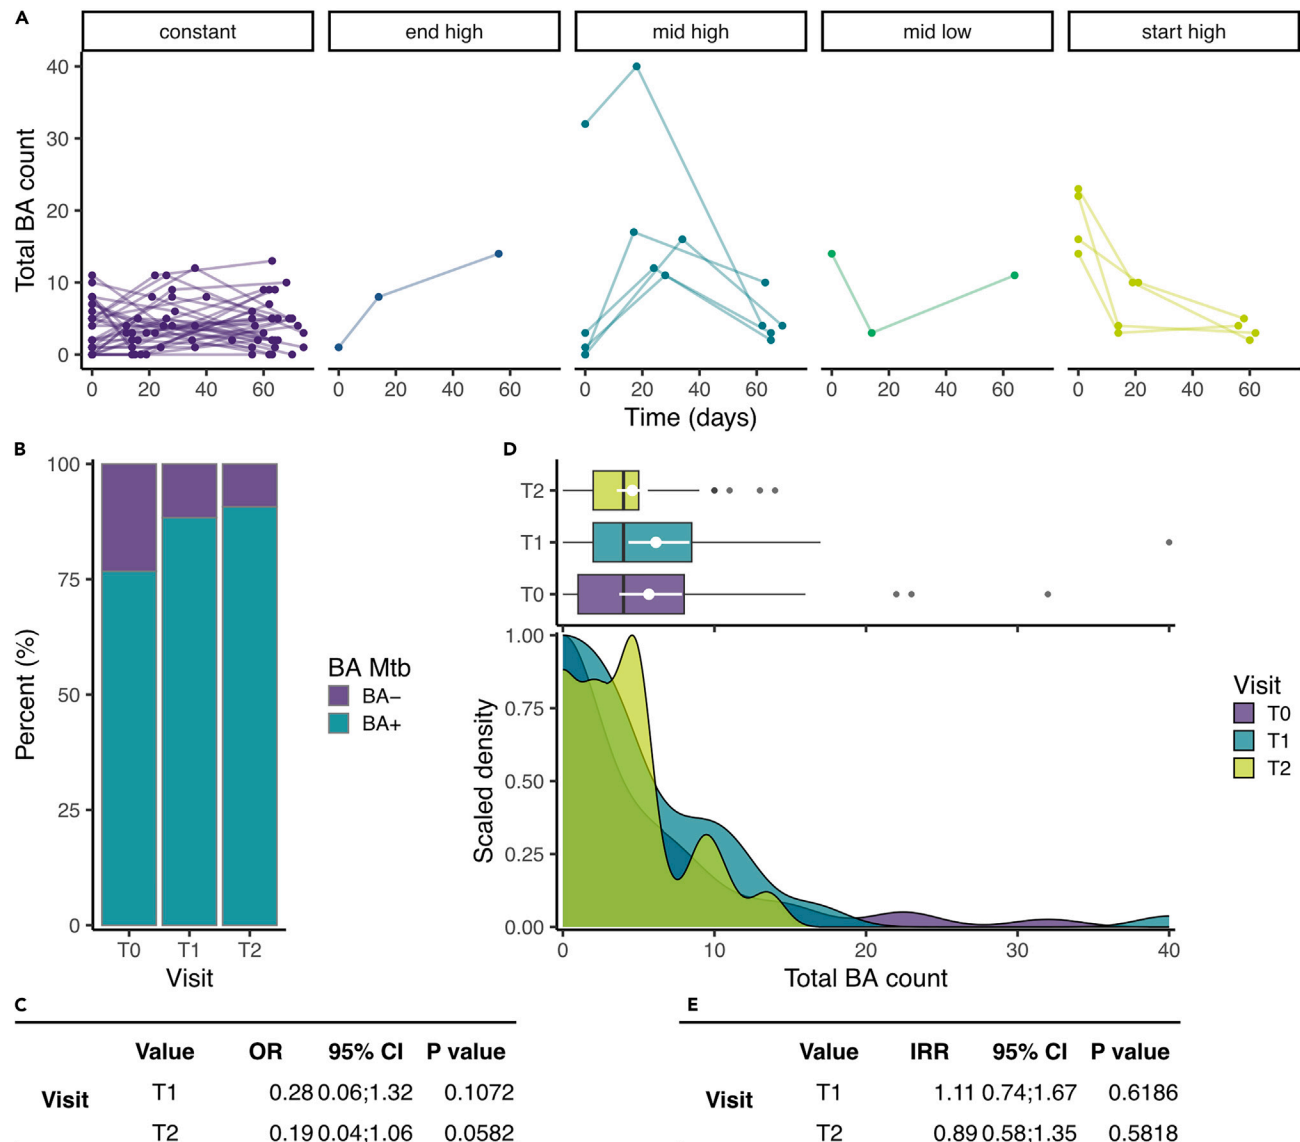 A
constant end high mid high mid low start high
Total BA count
40
30
20
10
0
0 20 40 60 0 20 40 60 0 20 40 60 0 20 40 60 0 20 40 60
Time (days)
B
Percent (%)
100
75
50
25
0
T0 T1 T2
Visit
BA Mtb
BA–
BA+
D
T2
T1
T0
Scaled density
1.00
0.75
0.50
0.25
0.00
0 10 20 30 40
Total BA count
Visit
T0
T1
T2
C
Value OR 95% CI P value
Visit T1 0.28 0.06;1.32 0.1072
T2 0.19 0.04;1.06 0.0582
E
Value IRR 95% CI P value
Visit T1 1.11 0.74;1.67 0.6186
T2 0.89 0.58;1.35 0.5818